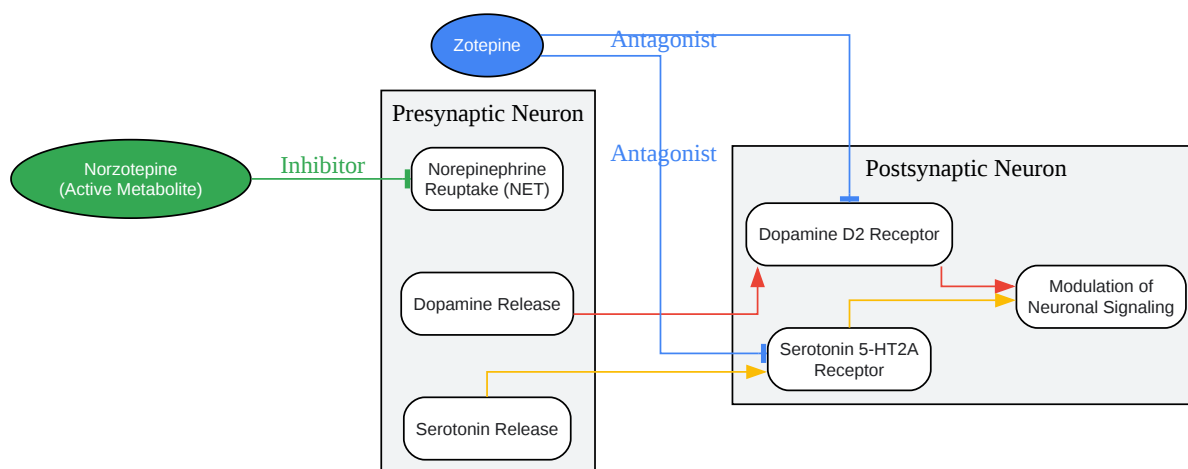 Zotepine
Antagonist
Presynaptic Neuron
Norzotepine
(Active Metabolite)
Inhibitor
Norepinephrine
Reuptake (NET)
Antagonist
Postsynaptic Neuron
Dopamine D2 Receptor
Dopamine Release
Modulation of
Neuronal Signaling
Serotonin 5-HT2A
Receptor
Serotonin Release